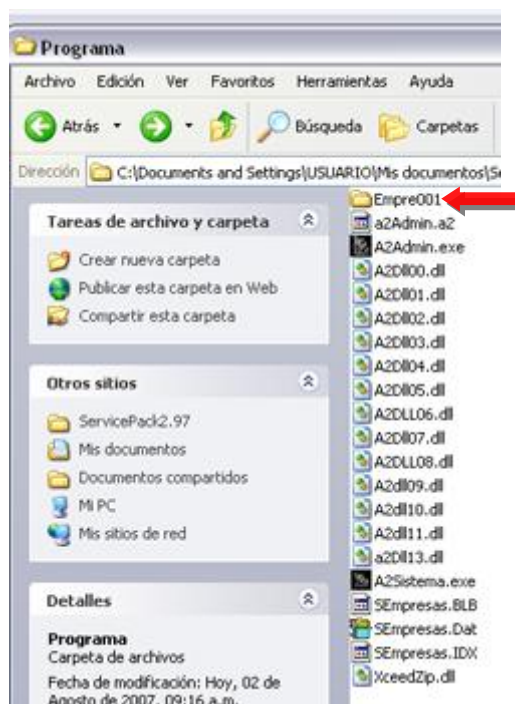 Programa
Archivo Edición Ver Favoritos Herramientas Ayuda
Atrás Búsqueda Carpetas
Dirección C:\Documents and Settings\USUARIO\Mis documentos\Se
Tareas de archivo y carpeta
Crear nueva carpeta
Publicar esta carpeta en Web
Compartir esta carpeta
Otros sitios
ServicePack2.97
Mis documentos
Documentos compartidos
Mi PC
Mis sitios de red
Detalles
Programa
Carpeta de archivos
Fecha de modificación: Hoy, 02 de
Agosto de 2007, 09:16 a.m.
Empre001
a2Admin.a2
A2Admin.exe
A2Dll00.dll
A2Dll01.dll
A2Dll02.dll
A2Dll03.dll
A2Dll04.dll
A2Dll05.dll
A2DLL06.dll
A2Dll07.dll
A2DLL08.dll
A2dll09.dll
A2dll10.dll
A2dll11.dll
a2Dll13.dll
A2Sistema.exe
SEmpresas.BLB
SEmpresas.Dat
SEmpresas.IDX
XceedZip.dll